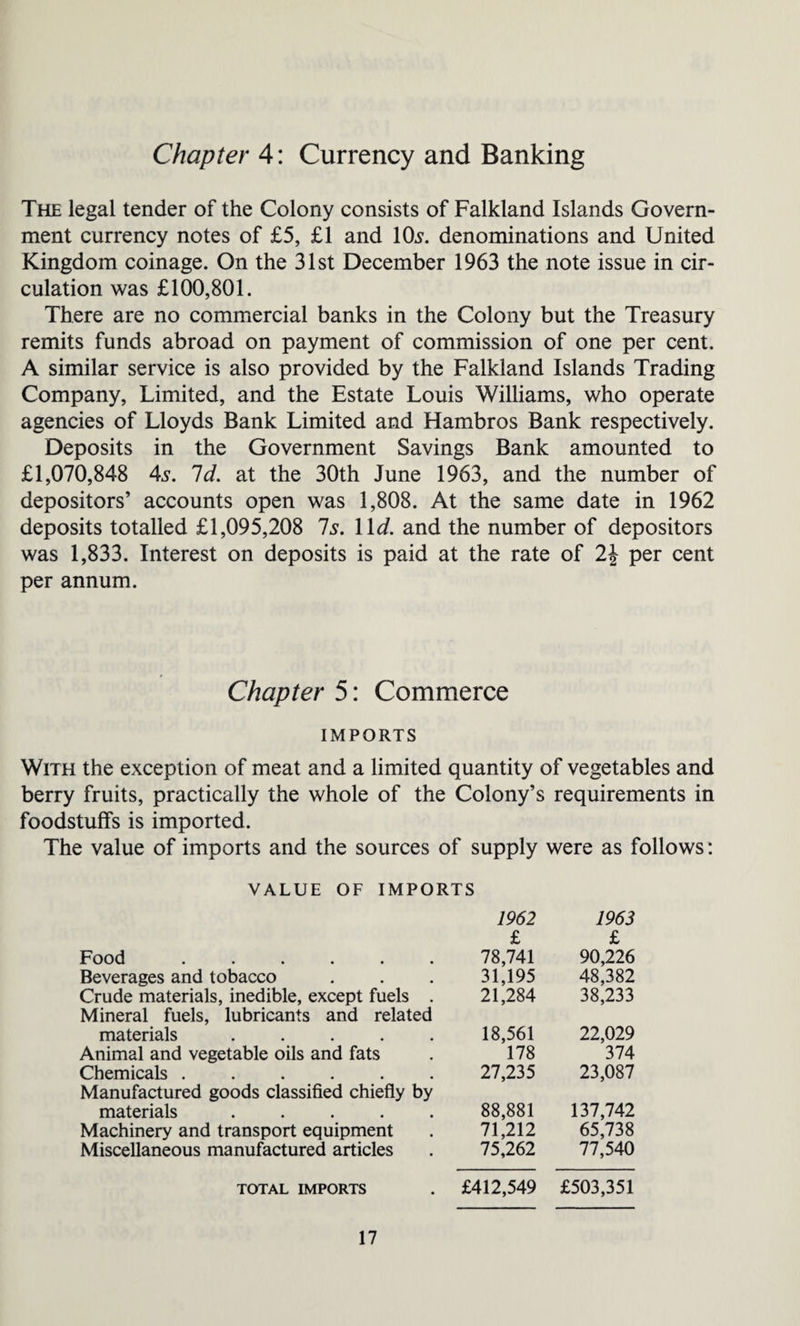 Chapter 4: Currency and Banking
The legal tender of the Colony consists of Falkland Islands Govern-
ment currency notes of £5, £1 and 10s. denominations and United
Kingdom coinage. On the 31st December 1963 the note issue in cir-
culation was £100,801.
There are no commercial banks in the Colony but the Treasury
remits funds abroad on payment of commission of one per cent.
A similar service is also provided by the Falkland Islands Trading
Company, Limited, and the Estate Louis Williams, who operate
agencies of Lloyds Bank Limited and Hambros Bank respectively.
Deposits in the Government Savings Bank amounted to
£1,070,848 4s. 1d. at the 30th June 1963, and the number of
depositors' accounts open was 1,808. At the same date in 1962
deposits totalled £1,095,208 7s. 11d. and the number of depositors
was 1,833. Interest on deposits is paid at the rate of 2½ per cent
per annum.
Chapter 5: Commerce
IMPORTS
With the exception of meat and a limited quantity of vegetables and
berry fruits, practically the whole of the Colony's requirements in
foodstuffs is imported.
The value of imports and the sources of supply were as follows:
VALUE OF IMPORTS
1962 1963
£ £
Food . . . . . . 78,741 90,226
Beverages and tobacco . . . 31,195 48,382
Crude materials, inedible, except fuels . 21,284 38,233
Mineral fuels, lubricants and related
materials . . . . . 18,561 22,029
Animal and vegetable oils and fats . 178 374
Chemicals . . . . . . 27,235 23,087
Manufactured goods classified chiefly by
materials . . . . . 88,881 137,742
Machinery and transport equipment . 71,212 65,738
Miscellaneous manufactured articles . 75,262 77,540
TOTAL IMPORTS . £412,549 £503,351
17